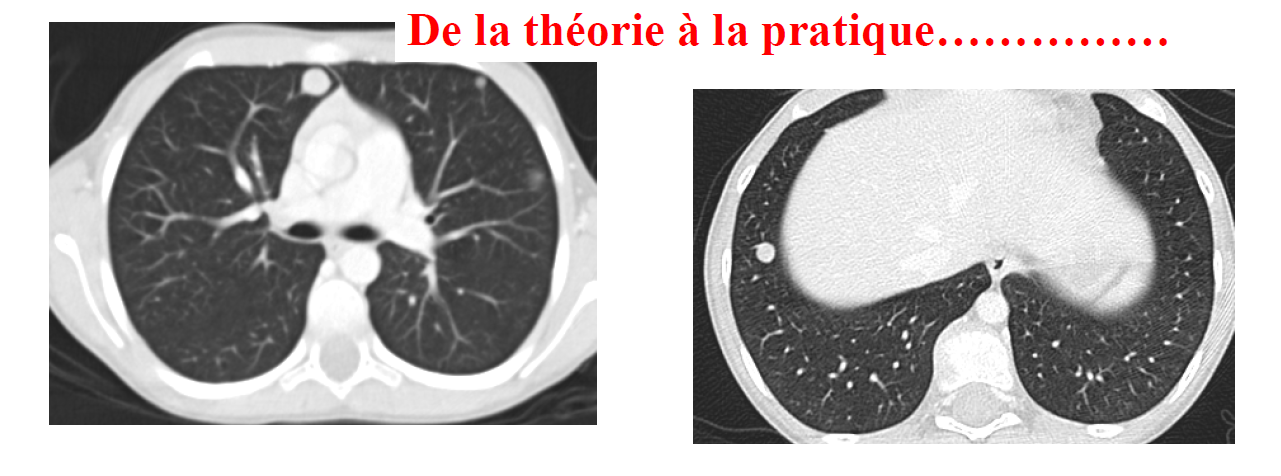 De la théorie à la pratique……………